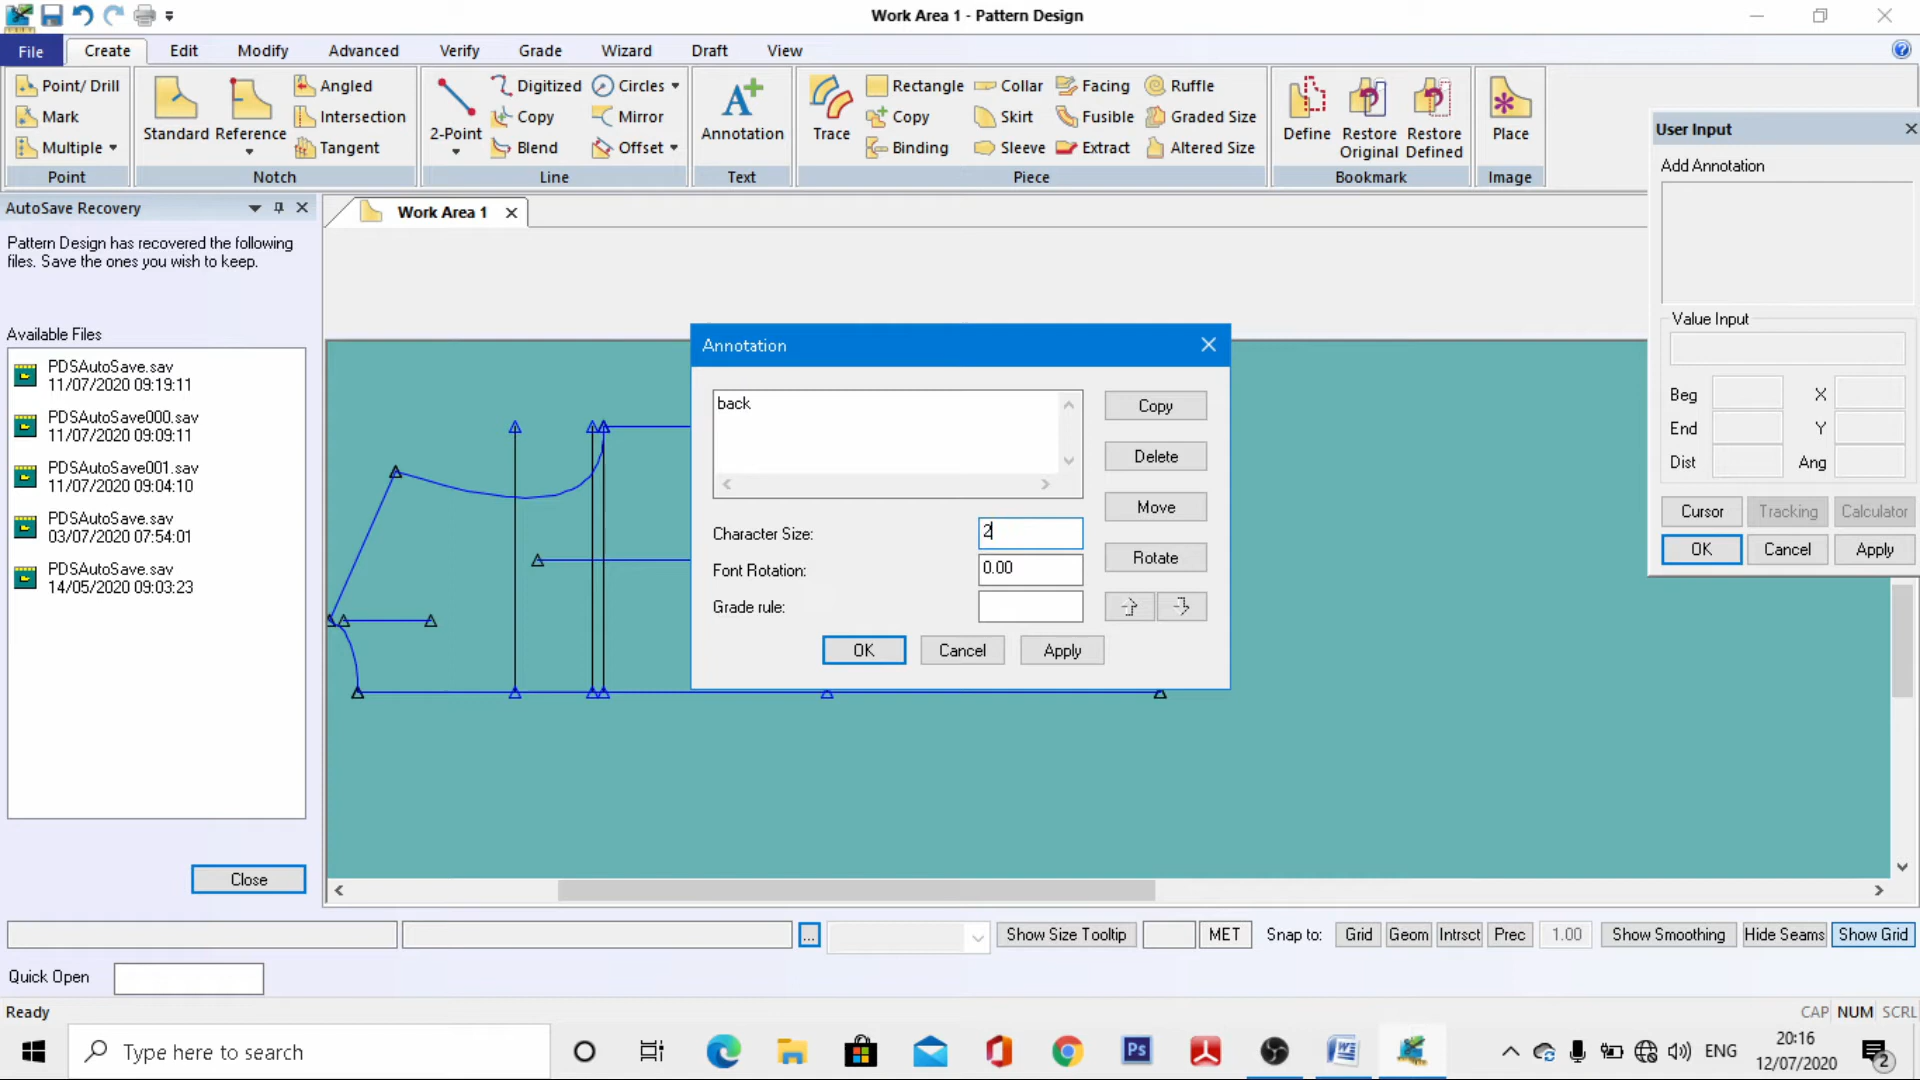 Work Area 1 - Pattern Design
File Create Edit Modify Advanced Verify Grade Wizard Draft View
Point/ Drill
Mark
Multiple
Point
Standard
Reference
Angled
Intersection
Tangent
Notch
2-Point
Digitized
Copy
Blend
Circles
Mirror
Offset
Line
Annotation
Text
Trace
Rectangle
Copy
Binding
Collar
Skirt
Sleeve
Facing
Fusible
Extract
Ruffle
Graded Size
Altered Size
Piece
Define
Restore Original
Restore Defined
Bookmark
Place
Image
AutoSave Recovery
Pattern Design has recovered the following
files. Save the ones you wish to keep.
Available Files
PDSAutoSave.sav
11/07/2020 09:19:11
PDSAutoSave000.sav
11/07/2020 09:09:11
PDSAutoSave001.sav
11/07/2020 09:04:10
PDSAutoSave.sav
03/07/2020 07:54:01
PDSAutoSave.sav
14/05/2020 09:03:23
Close
Work Area 1
Annotation
back
Copy
Delete
Move
Rotate
Character Size: 2
Font Rotation: 0.00
Grade rule:
OK Cancel Apply
User Input
Add Annotation
Value Input
Beg X
End Y
Dist Ang
Cursor Tracking Calculator
OK Cancel Apply
... Show Size Tooltip MET Snap to: Grid Geom Intrsct Prec 1.00 Show Smoothing Hide Seams Show Grid
Quick Open
Ready CAP NUM SCRL
Type here to search
Ps
ENG
20:16
12/07/2020
2